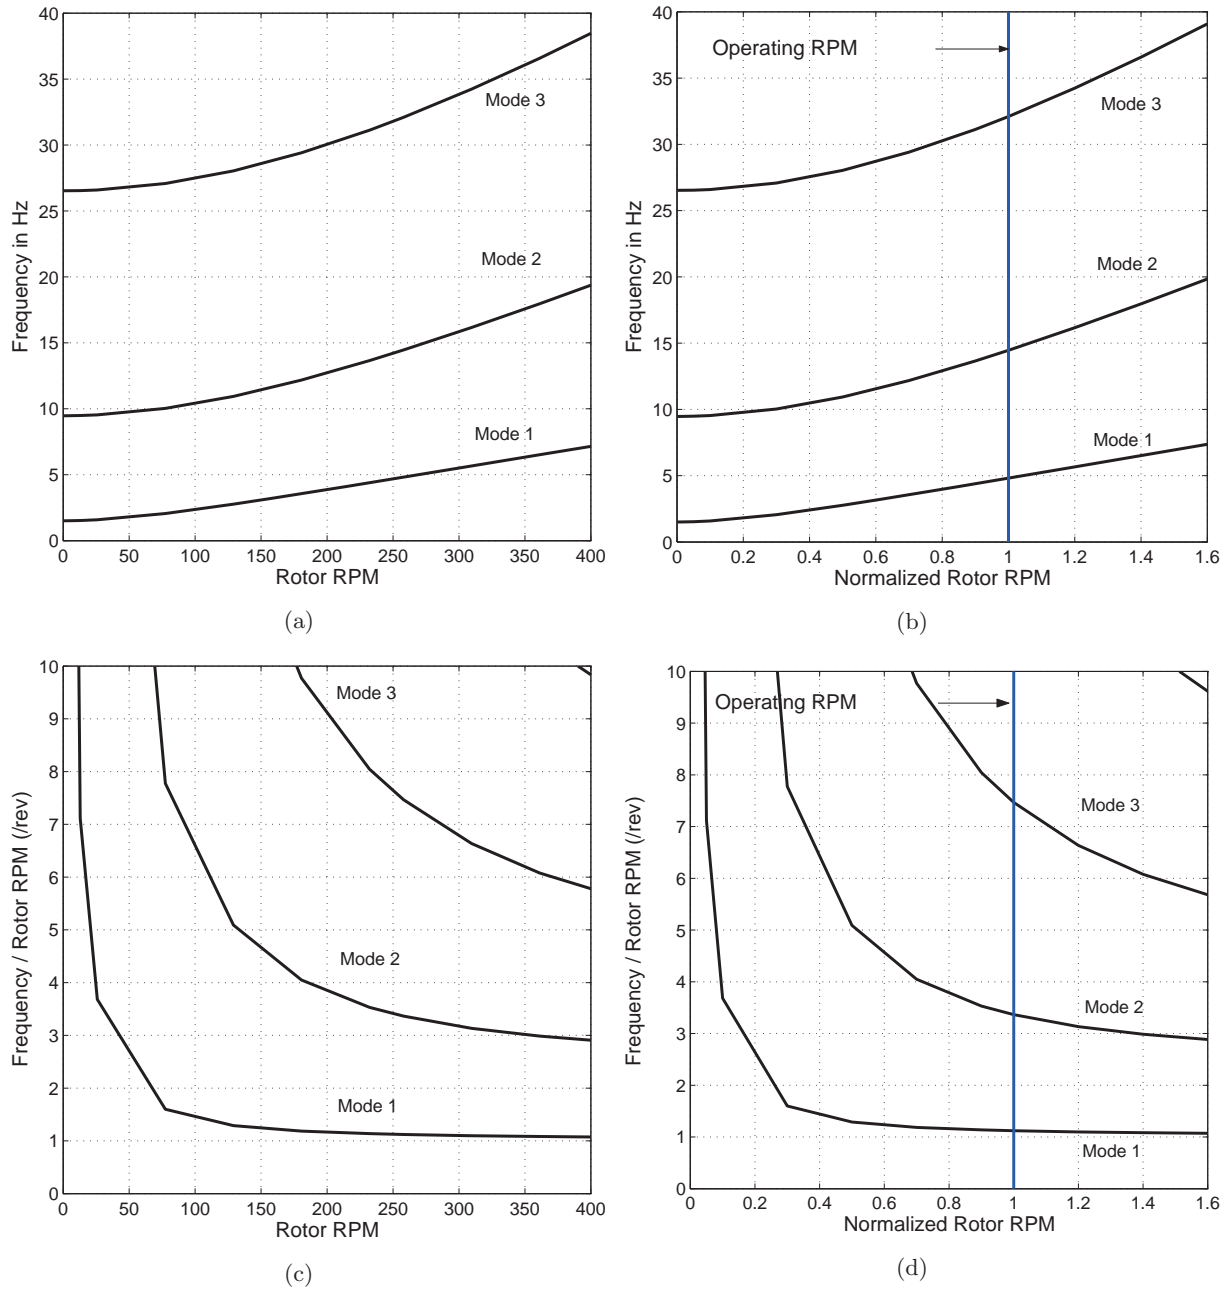 40
35
30
25
20
15
10
5
0
Frequency in Hz
Mode 3
Mode 2
Mode 1
0 50 100 150 200 250 300 350 400
Rotor RPM
(a)
40
35
30
25
20
15
10
5
0
Frequency in Hz
Operating RPM
Mode 3
Mode 2
Mode 1
0 0.2 0.4 0.6 0.8 1 1.2 1.4 1.6
Normalized Rotor RPM
(b)
10
9
8
7
6
5
4
3
2
1
0
Frequency / Rotor RPM (/rev)
Mode 3
Mode 2
Mode 1
0 50 100 150 200 250 300 350 400
Rotor RPM
(c)
10
9
8
7
6
5
4
3
2
1
0
Frequency / Rotor RPM (/rev)
Operating RPM
Mode 3
Mode 2
Mode 1
0 0.2 0.4 0.6 0.8 1 1.2 1.4 1.6
Normalized Rotor RPM
(d)